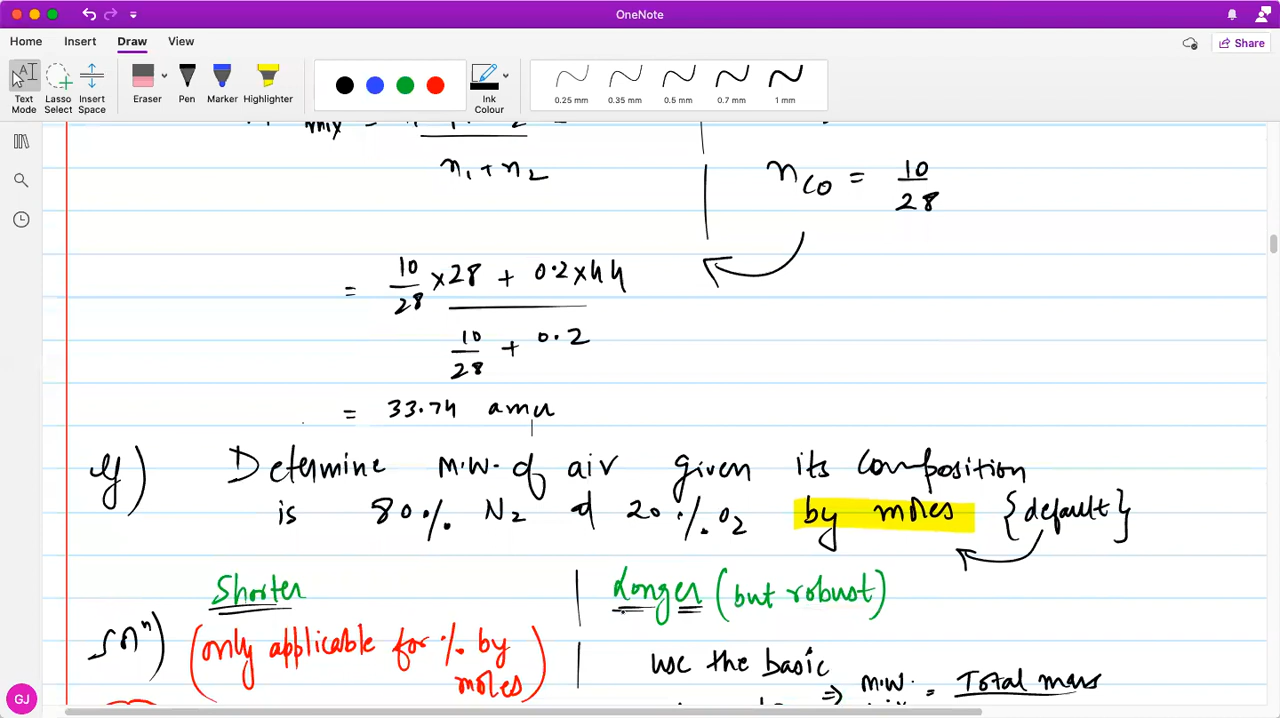 OneNote
Home Insert Draw View
Share
Text Mode
Lasso Select
Insert Space
Eraser
Pen
Marker
Highlighter
Ink Colour
0.25 mm 0.35 mm 0.5 mm 0.7 mm 1 mm
mix =
n₁ + n₂
n CO = 10/28
= 10/28 × 28 + 0.2 × 44
10/28 + 0.2
= 33.74 amu
eg) Determine M.W. of air given its composition
is 80% N₂ & 20% O₂ by moles {default}
Shorter
Longer (but robust)
Solⁿ) (only applicable for % by
moles)
use the basic
⇒ M.W. = Total mass
GJ